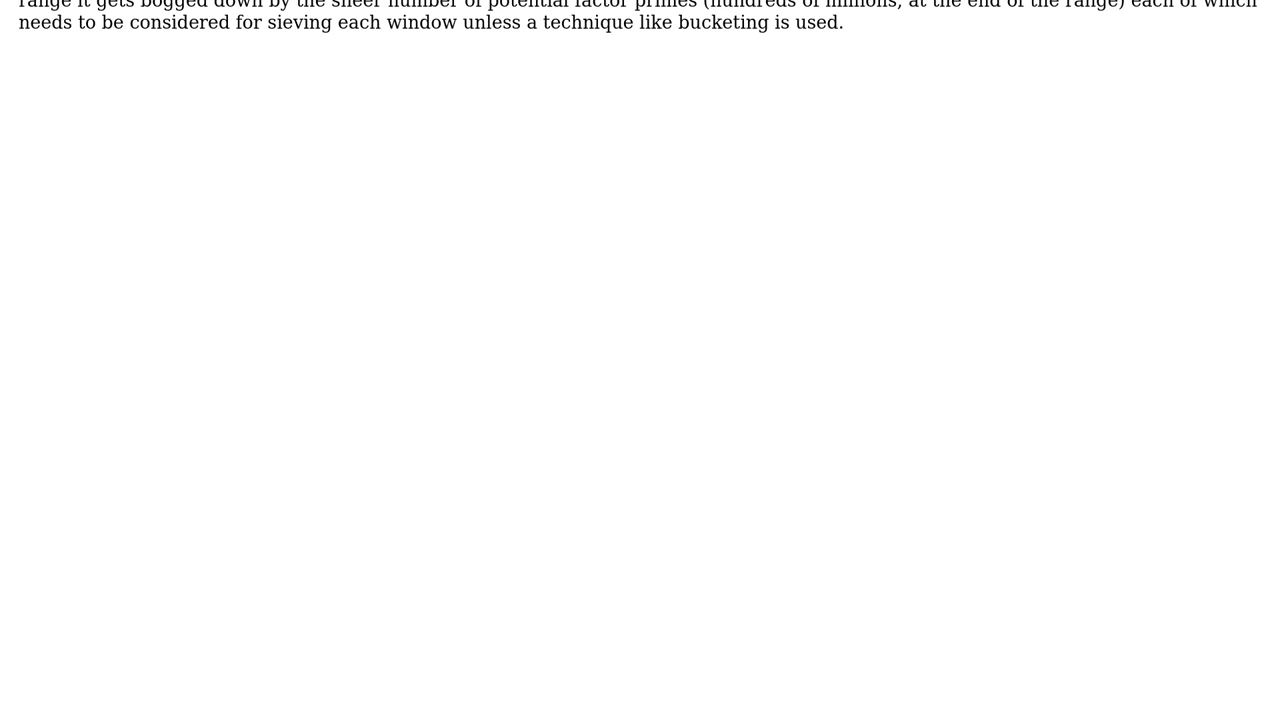 range it gets bogged down by the sheer number of potential factor primes (hundreds of millions, at the end of the range) each of which
needs to be considered for sieving each window unless a technique like bucketing is used.